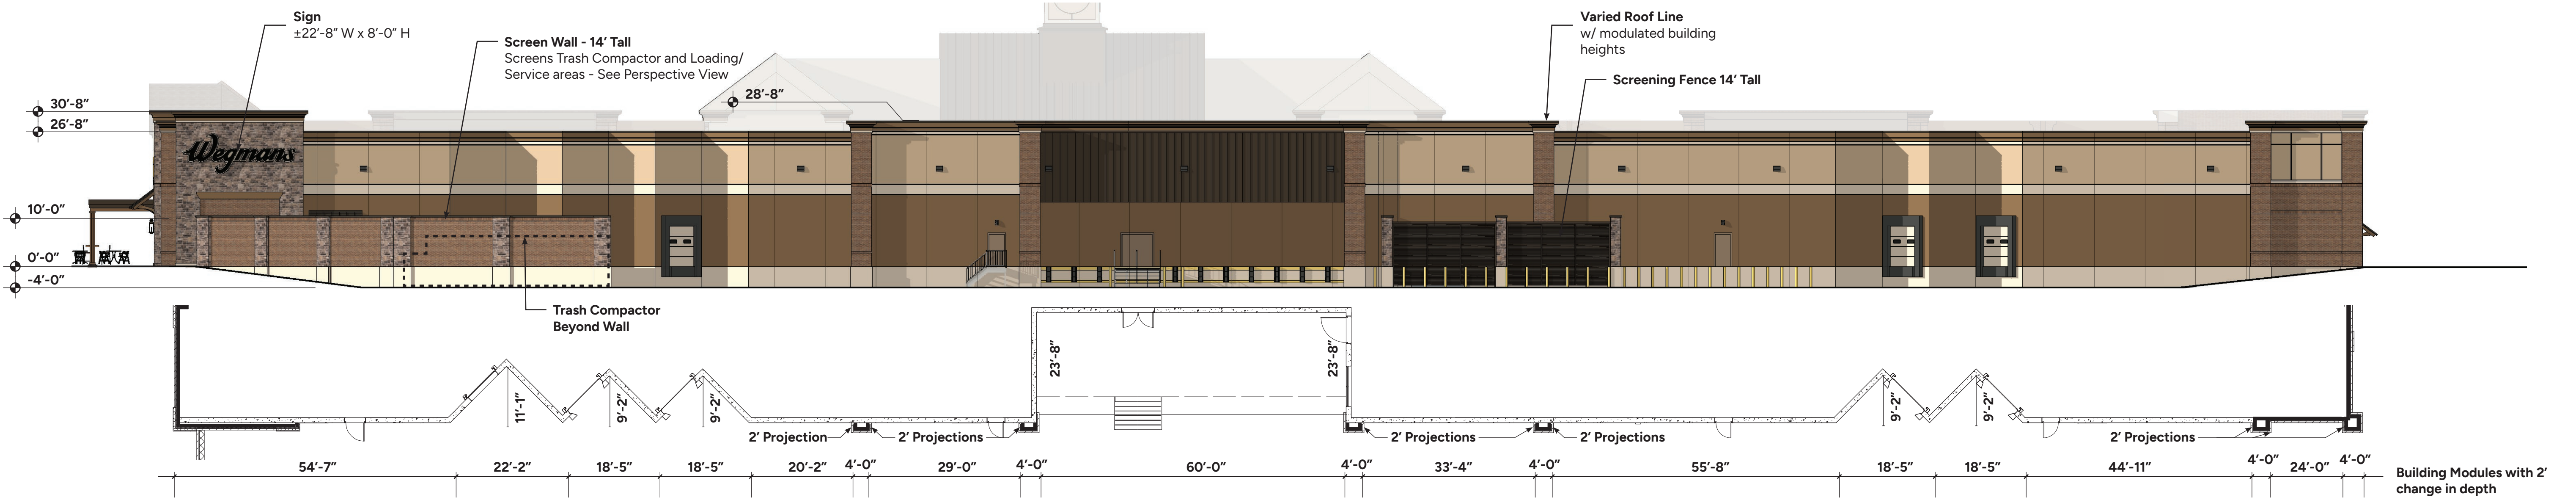 Sign
±22’-8” W x 8’-0” H
Screen Wall - 14’ Tall
Screens Trash Compactor and Loading/
Service areas - See Perspective View
Varied Roof Line
w/ modulated building
heights
Screening Fence 14’ Tall
28’-8”
30’-8”
26’-8”
Wegmans
10’-0”
0’-0”
-4’-0”
Trash Compactor
Beyond Wall
23’-8”
23’-8”
11’-1”
9’-2”
9’-2”
9’-2”
9’-2”
2’ Projection
2’ Projections
2’ Projections
2’ Projections
2’ Projections
54’-7”
22’-2”
18’-5”
18’-5”
20’-2”
4’-0”
29’-0”
4’-0”
60’-0”
4’-0”
33’-4”
4’-0”
55’-8”
18’-5”
18’-5”
44’-11”
4’-0”
24’-0”
4’-0”
Building Modules with 2’
change in depth